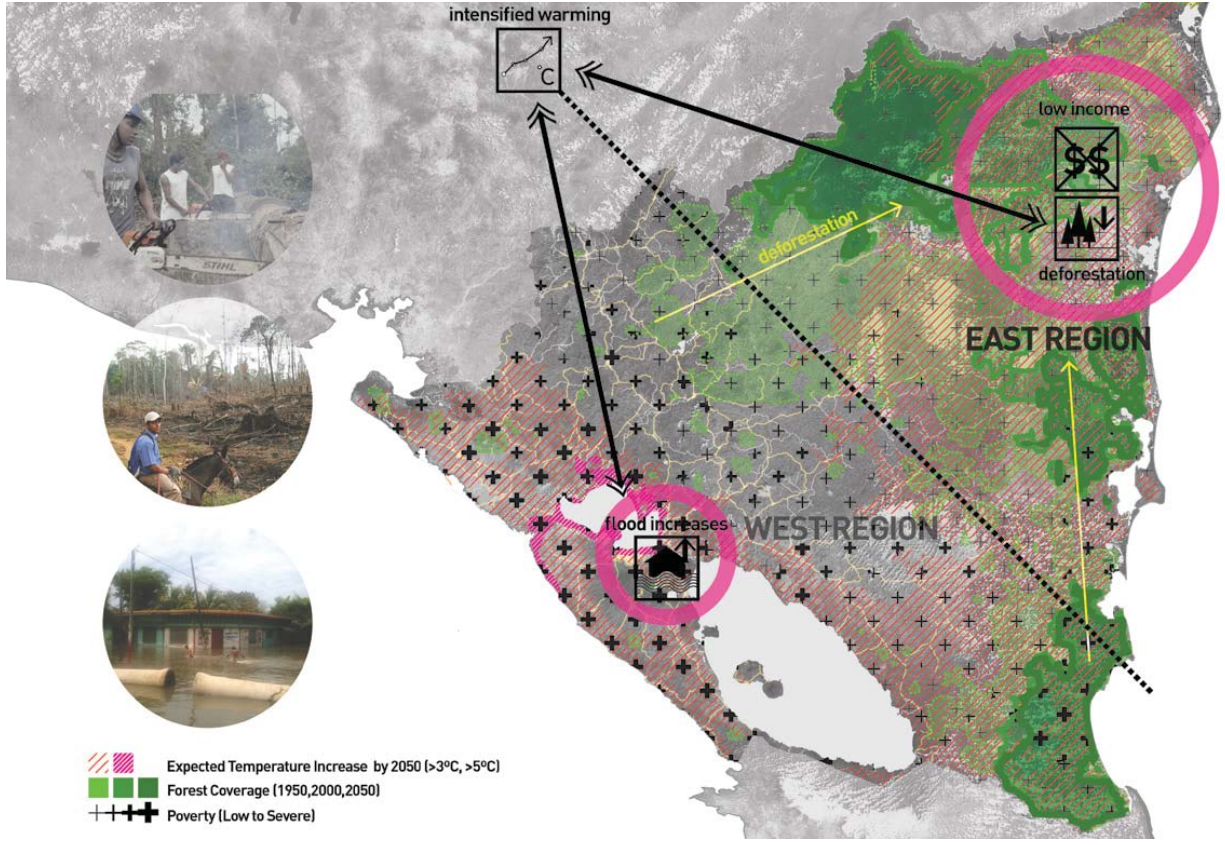 intensified warming
C
low income
$$
deforestation
deforestation
STIHL
EAST REGION
flood increases
WEST REGION
Expected Temperature Increase by 2050 (>3ºC, >5ºC)
Forest Coverage (1950,2000,2050)
Poverty (Low to Severe)